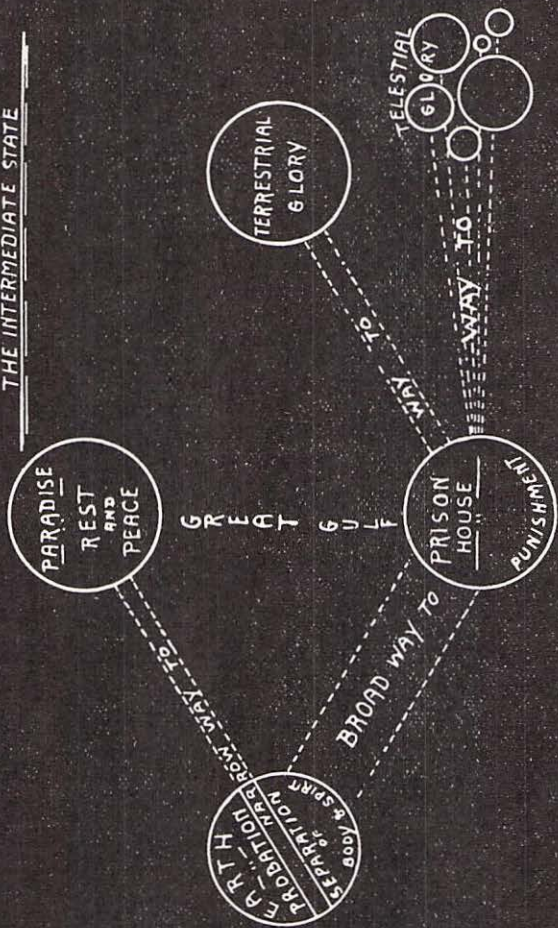 THE INTERMEDIATE STATE
PARADISE
REST
AND
PEACE
TERRESTRIAL
GLORY
TELESTIAL
GLORY
GREAT GULF
WAY TO
WAY TO
NARROW WAY TO
EARTH
PROBATION
SEPARATION
OF
BODY & SPIRIT
BROAD WAY TO
PRISON
HOUSE
PUNISHMENT